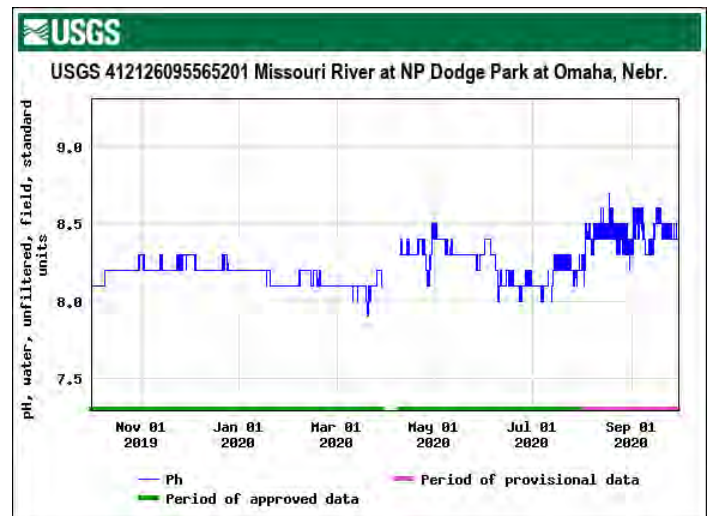 USGS
USGS 412126095565201 Missouri River at NP Dodge Park at Omaha, Nebr.
pH, water, unfiltered, field, standard
units
9.0
8.5
8.0
7.5
Nov 01 Jan 01 Mar 01 May 01 Jul 01 Sep 01
2019 2020 2020 2020 2020 2020
Ph Period of provisional data
Period of approved data